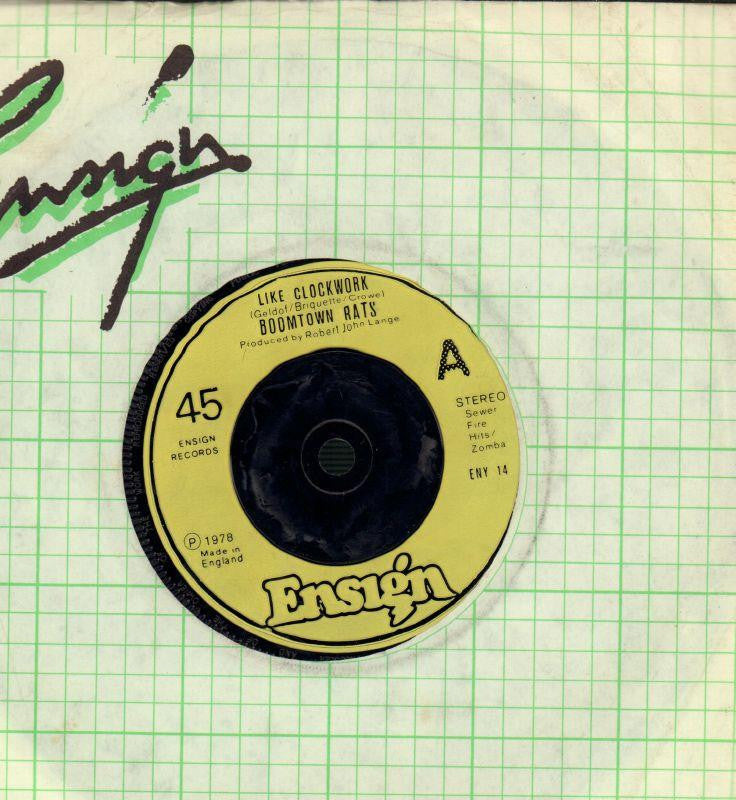 Ensign
LIKE CLOCKWORK
(Geldof/Briquette/Crowe)
BOOMTOWN RATS
Produced by Robert John Lange
A
45
ENSIGN
RECORDS
STEREO
Sewer
Fire
Hits/
Zomba
ENY 14
Ⓟ 1978
Made in
England
Ensign